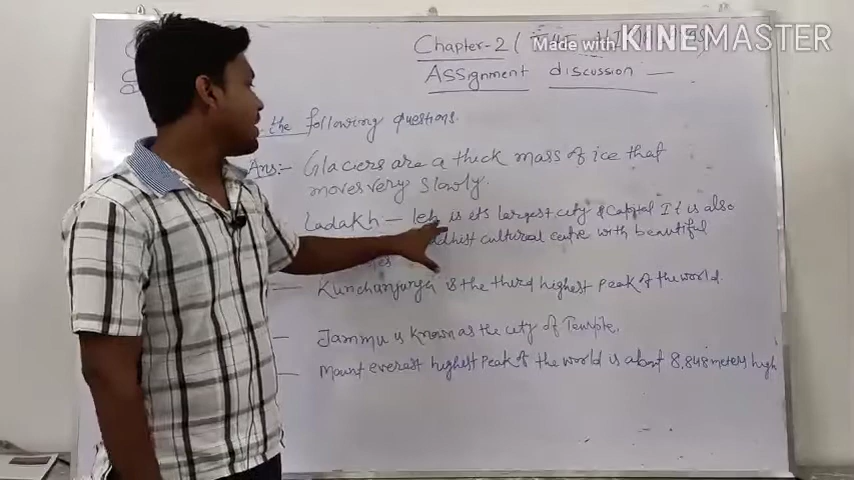 Chapter-2 (
Made with KINEMASTER
Assignment discussion
the following questions.
Ans:- Glaciers are a thick mass of ice that
moves very slowly.
Ladakh - leh is its largest city & Capital It is also
cultural centre with beautiful
Kunchanjunga is the third highest peak of the world.
Jammu is known as the city of Temple.
Mount everest highest peak of the world is about 8,848 meters high